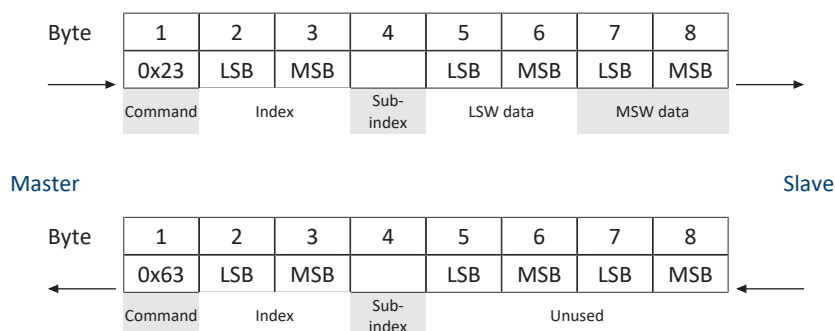 Byte 1 2 3 4 5 6 7 8
0x23 LSB MSB LSB MSB LSB MSB
Command Index Sub-
index LSW data MSW data
Master Slave
Byte 1 2 3 4 5 6 7 8
0x63 LSB MSB LSB MSB LSB MSB
Command Index Sub-
index Unused